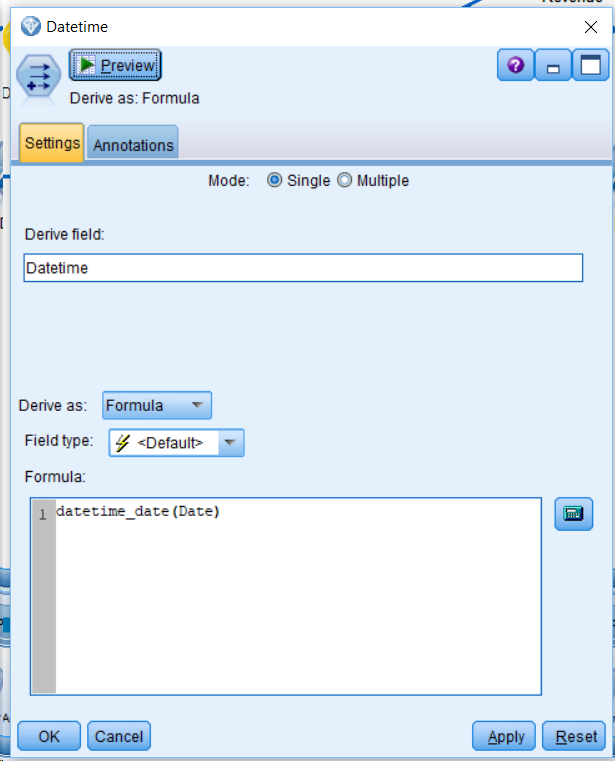 Revenue
Datetime
Preview
Derive as: Formula
Settings
Annotations
Mode: Single Multiple
Derive field:
Datetime
Derive as: Formula
Field type: <Default>
Formula:
1 datetime_date(Date)
OK Cancel Apply Reset